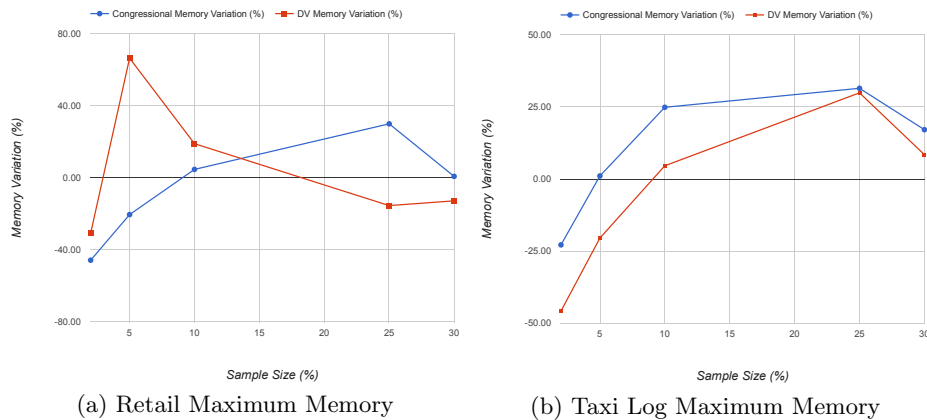 Congressional Memory Variation (%) DV Memory Variation (%)
80.00
40.00
0.00
-40.00
-80.00
Memory Variation (%)
5 10 15 20 25 30
Sample Size (%)
(a) Retail Maximum Memory
Congressional Memory Variation (%) DV Memory Variation (%)
50.00
25.00
0.00
-25.00
-50.00
Memory Variation (%)
5 10 15 20 25 30
Sample Size (%)
(b) Taxi Log Maximum Memory